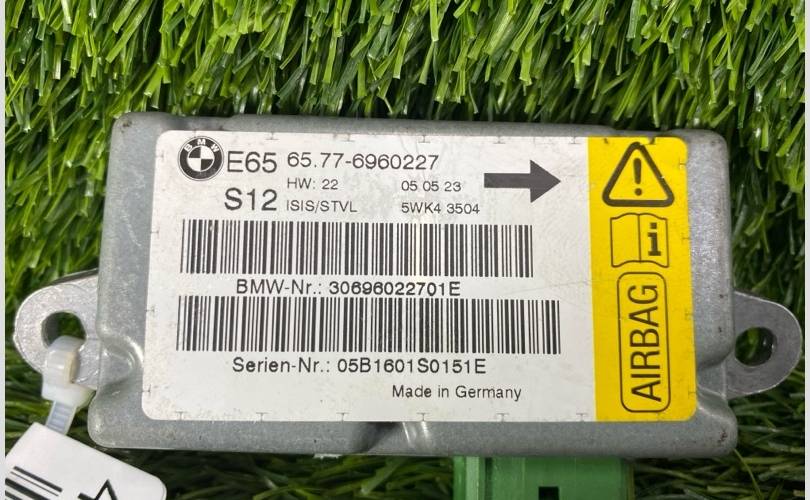 BMW
E65 65.77-6960227
HW: 22 05 05 23
S12 ISIS/STVL 5WK4 3504
BMW-Nr.: 30696022701E
Serien-Nr.: 05B1601S0151E
Made in Germany
!
i
AIRBAG